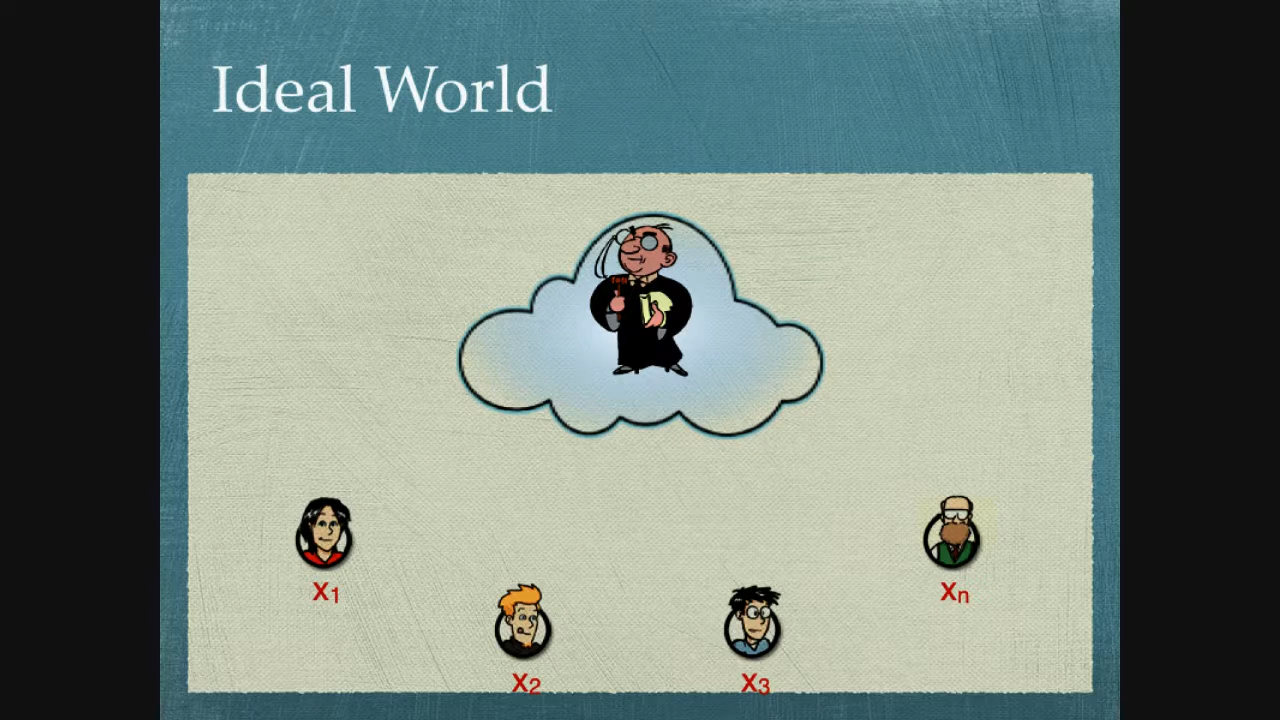 Ideal World
x₁
xₙ
x₂
x₃